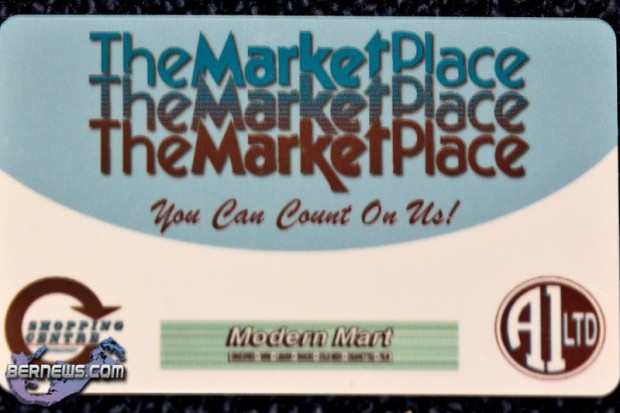 TheMarketPlace
TheMarketPlace
TheMarketPlace
You Can Count On Us!
SHOPPING
CENTRE
Modern Mart
A1 LTD
BERNEWS.COM